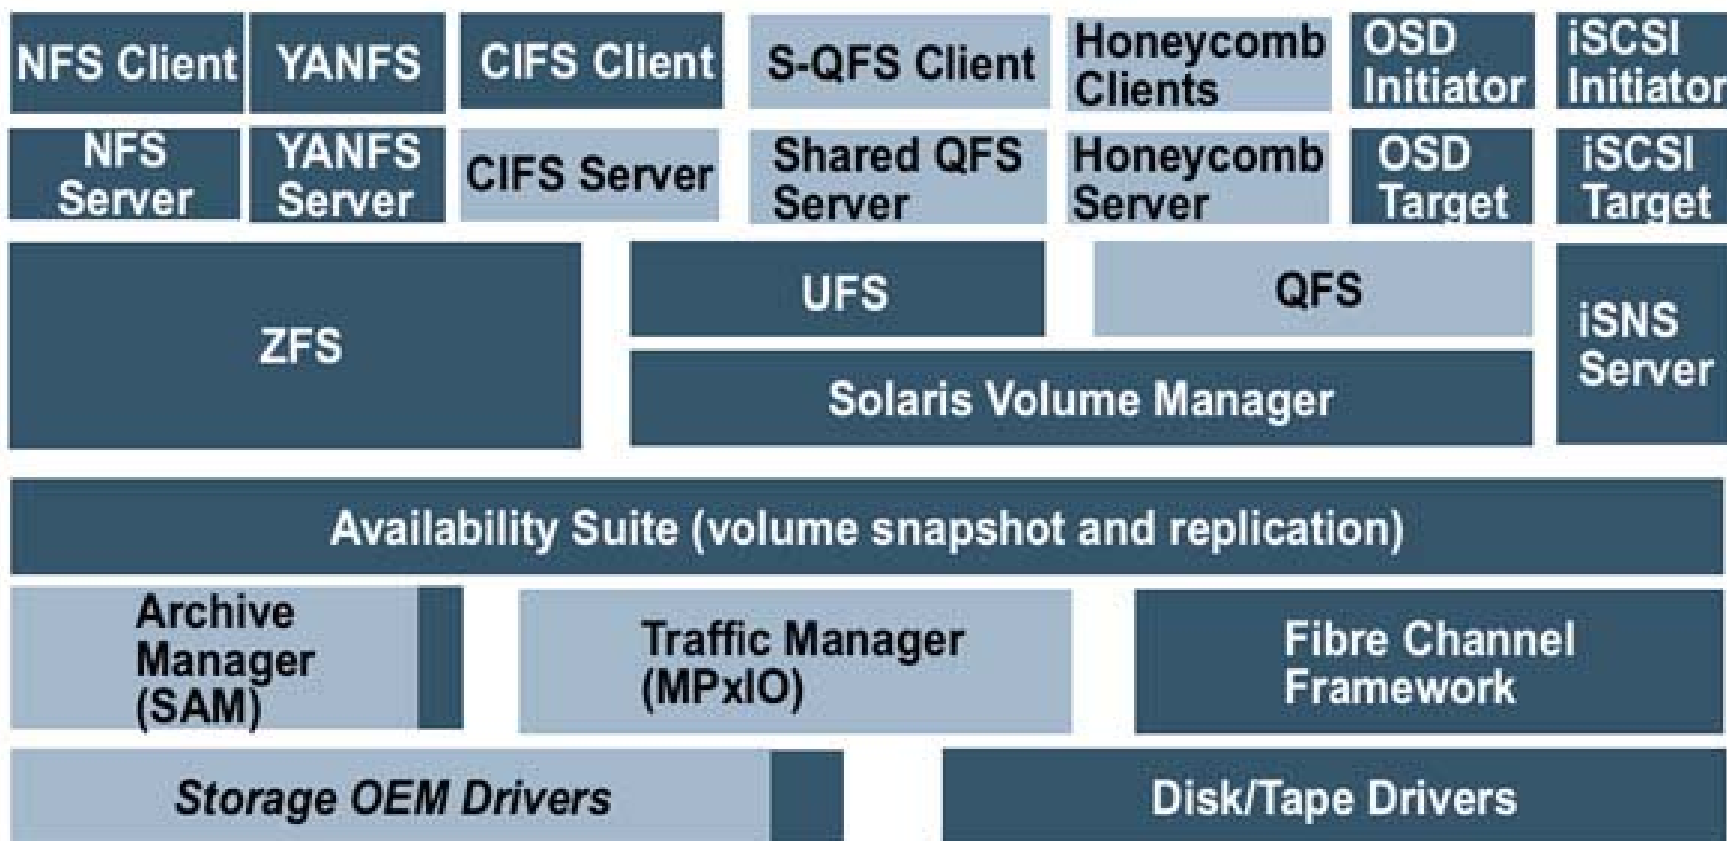 NFS Client
YANFS
CIFS Client
S-QFS Client
Honeycomb
Clients
OSD
Initiator
iSCSI
Initiator
NFS
Server
YANFS
Server
CIFS Server
Shared QFS
Server
Honeycomb
Server
OSD
Target
iSCSI
Target
ZFS
UFS
QFS
iSNS
Server
Solaris Volume Manager
Availability Suite (volume snapshot and replication)
Archive
Manager
(SAM)
Traffic Manager
(MPxIO)
Fibre Channel
Framework
Storage OEM Drivers
Disk/Tape Drivers